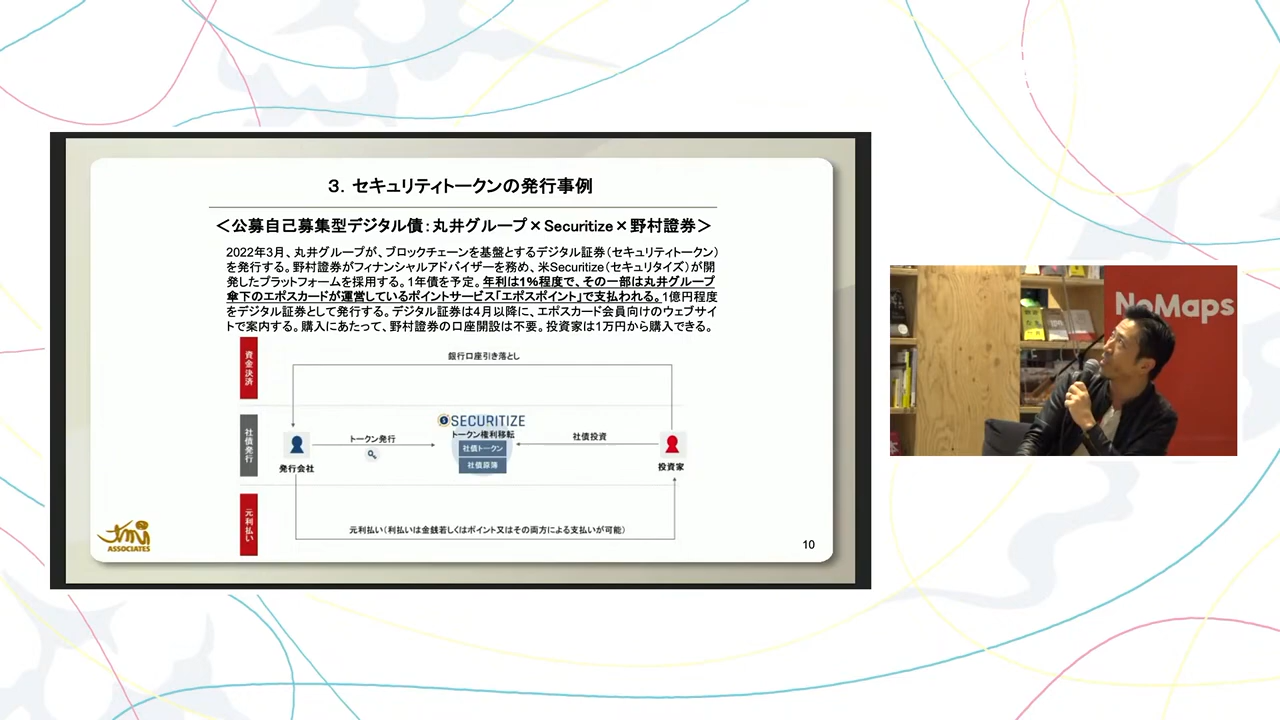 3．セキュリティトークンの発行事例
＜公募自己募集型デジタル債：丸井グループ×Securitize×野村證券＞
2022年3月、丸井グループが、ブロックチェーンを基盤とするデジタル証券（セキュリティトークン）
を発行する。野村證券がフィナンシャルアドバイザーを務め、米Securitize（セキュリタイズ）が開
発したプラットフォームを採用する。1年債を予定。年利は1％程度で、その一部は丸井グループ
傘下のエポスカードが運営しているポイントサービス「エポスポイント」で支払われる。1億円程度
をデジタル証券として発行する。デジタル証券は4月以降に、エポスカード会員向けのウェブサイ
トで案内する。購入にあたって、野村證券の口座開設は不要。投資家は1万円から購入できる。
資金決済
銀行口座引き落とし
社債発行
発行会社
トークン発行
SECURITIZE
トークン権利移転
社債トークン
社債原簿
社債投資
投資家
元利払い
元利払い（利払いは金銭若しくはポイント又はその両方による支払いが可能）
tmi
ASSOCIATES
10
NoMaps